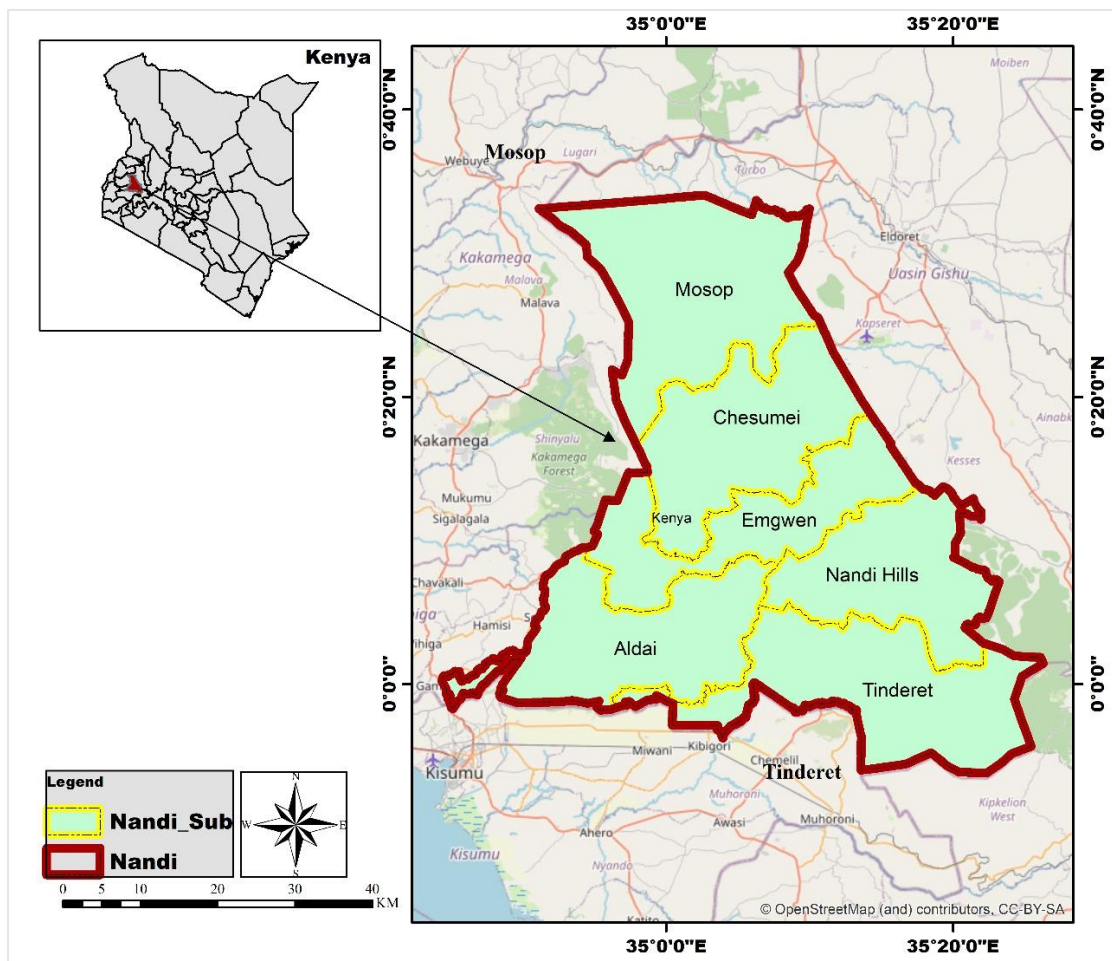 Kenya
35°0'0"E
35°20'0"E
0°40'0"N
0°20'0"N
0°0'0"
0°40'0"N
0°20'0"N
0°0'0"
Moiben
Mosop
Webuye
Lugari
Turbo
Eldoret
Uasin Gishu
Kakamega
Malava
Malava
Mosop
Kapseret
Chesumei
Ainabk
Kakamega
Shinyalu
Kakamega
Forest
Kesses
Mukumu
Sigalagala
Kenya
Emgwen
Nandi Hills
Chavakali
higa
Hamisi
Vihiga
Aldai
Tinderet
Gam
Miwani
Kibigori
Chemelil
Tinderet
Kisumu
Muhoroni
Kipkelion
West
Ahero
Awasi
Muhoroni
Kisumu
Nyando
Katito
Legend
Nandi_Sub
Nandi
N
W
E
S
0
5
10
20
30
40
KM
© OpenStreetMap (and) contributors, CC-BY-SA
35°0'0"E
35°20'0"E